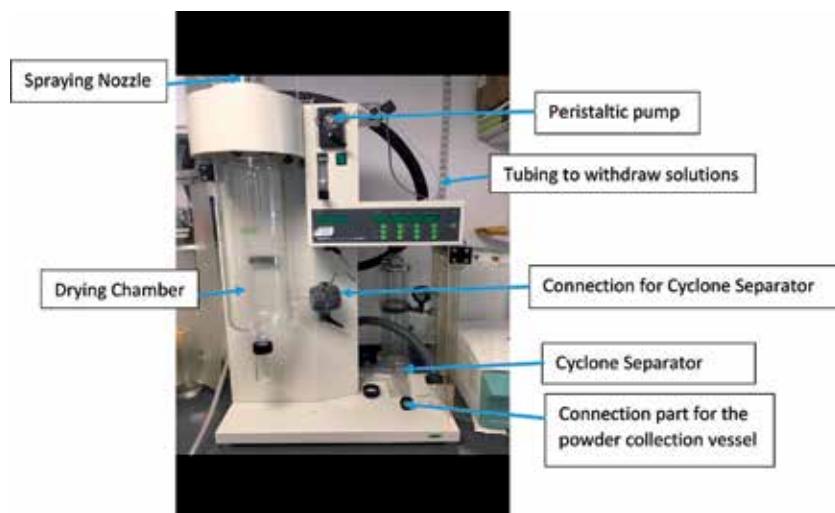 Spraying Nozzle
Peristaltic pump
Tubing to withdraw solutions
Drying Chamber
Connection for Cyclone Separator
Cyclone Separator
Connection part for the
powder collection vessel